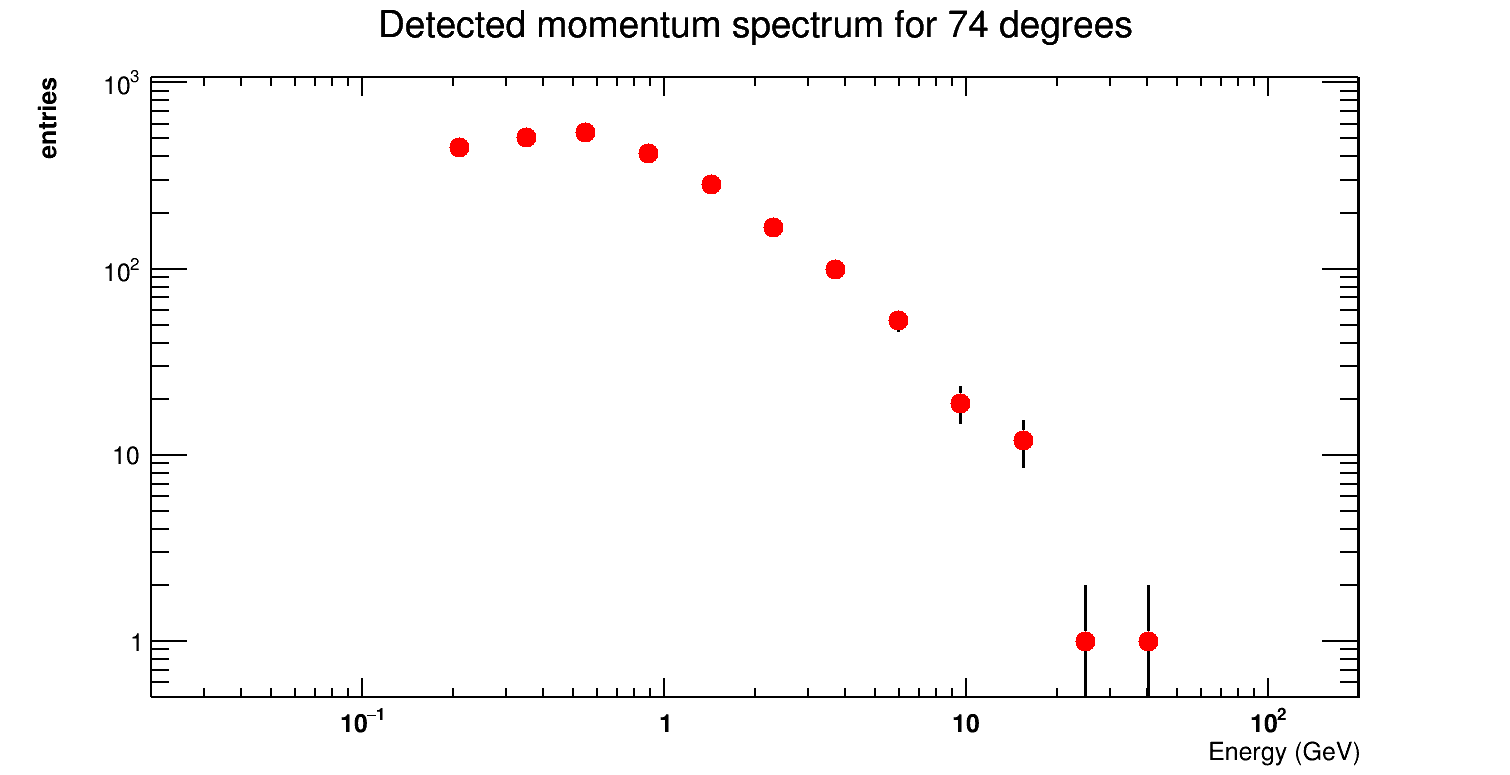 Detected momentum spectrum for 74 degrees
entries
10³
10²
10
1
10⁻¹
1
10
10²
Energy (GeV)